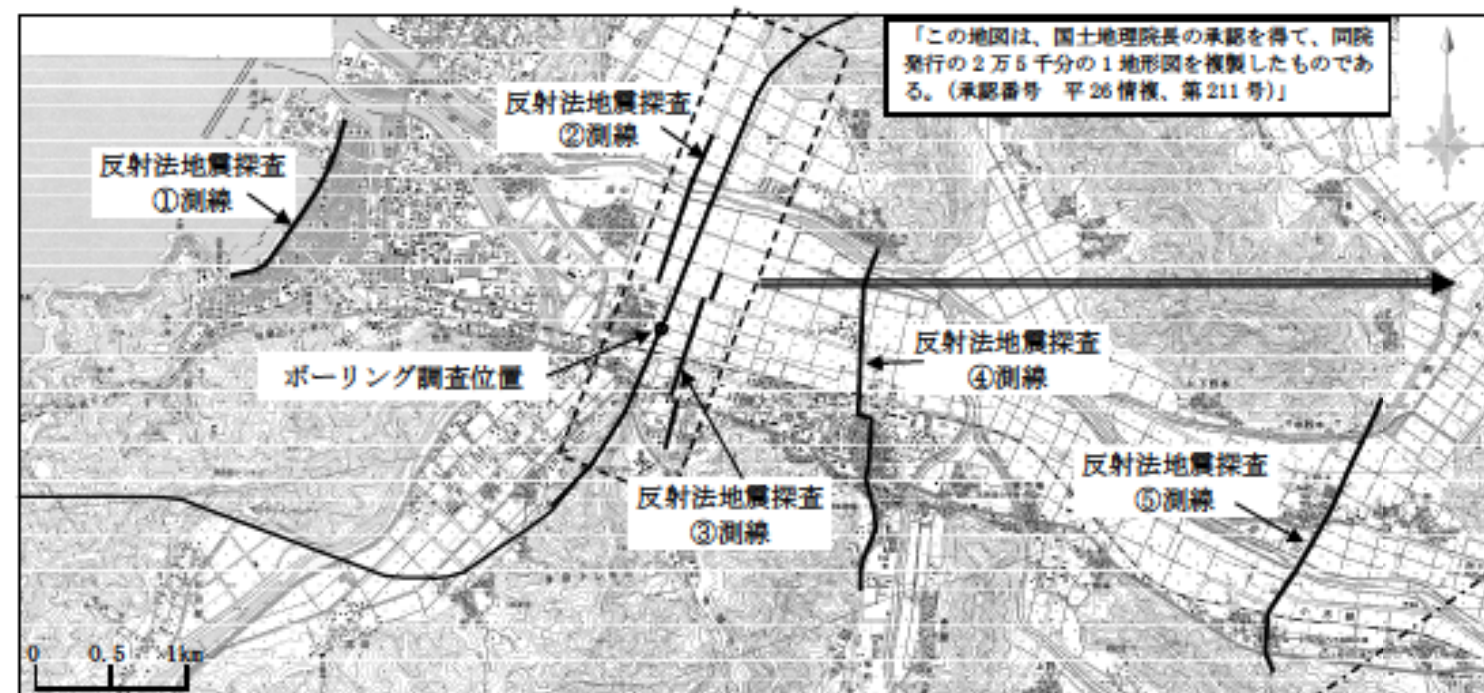 「この地図は、国土地理院長の承認を得て、同院
発行の2万5千分の1地形図を複製したものであ
る。(承認番号　平26情複、第211号)」
反射法地震探査
②測線
反射法地震探査
①測線
ボーリング調査位置
反射法地震探査
④測線
反射法地震探査
⑤測線
反射法地震探査
③測線
0 0.5 1km